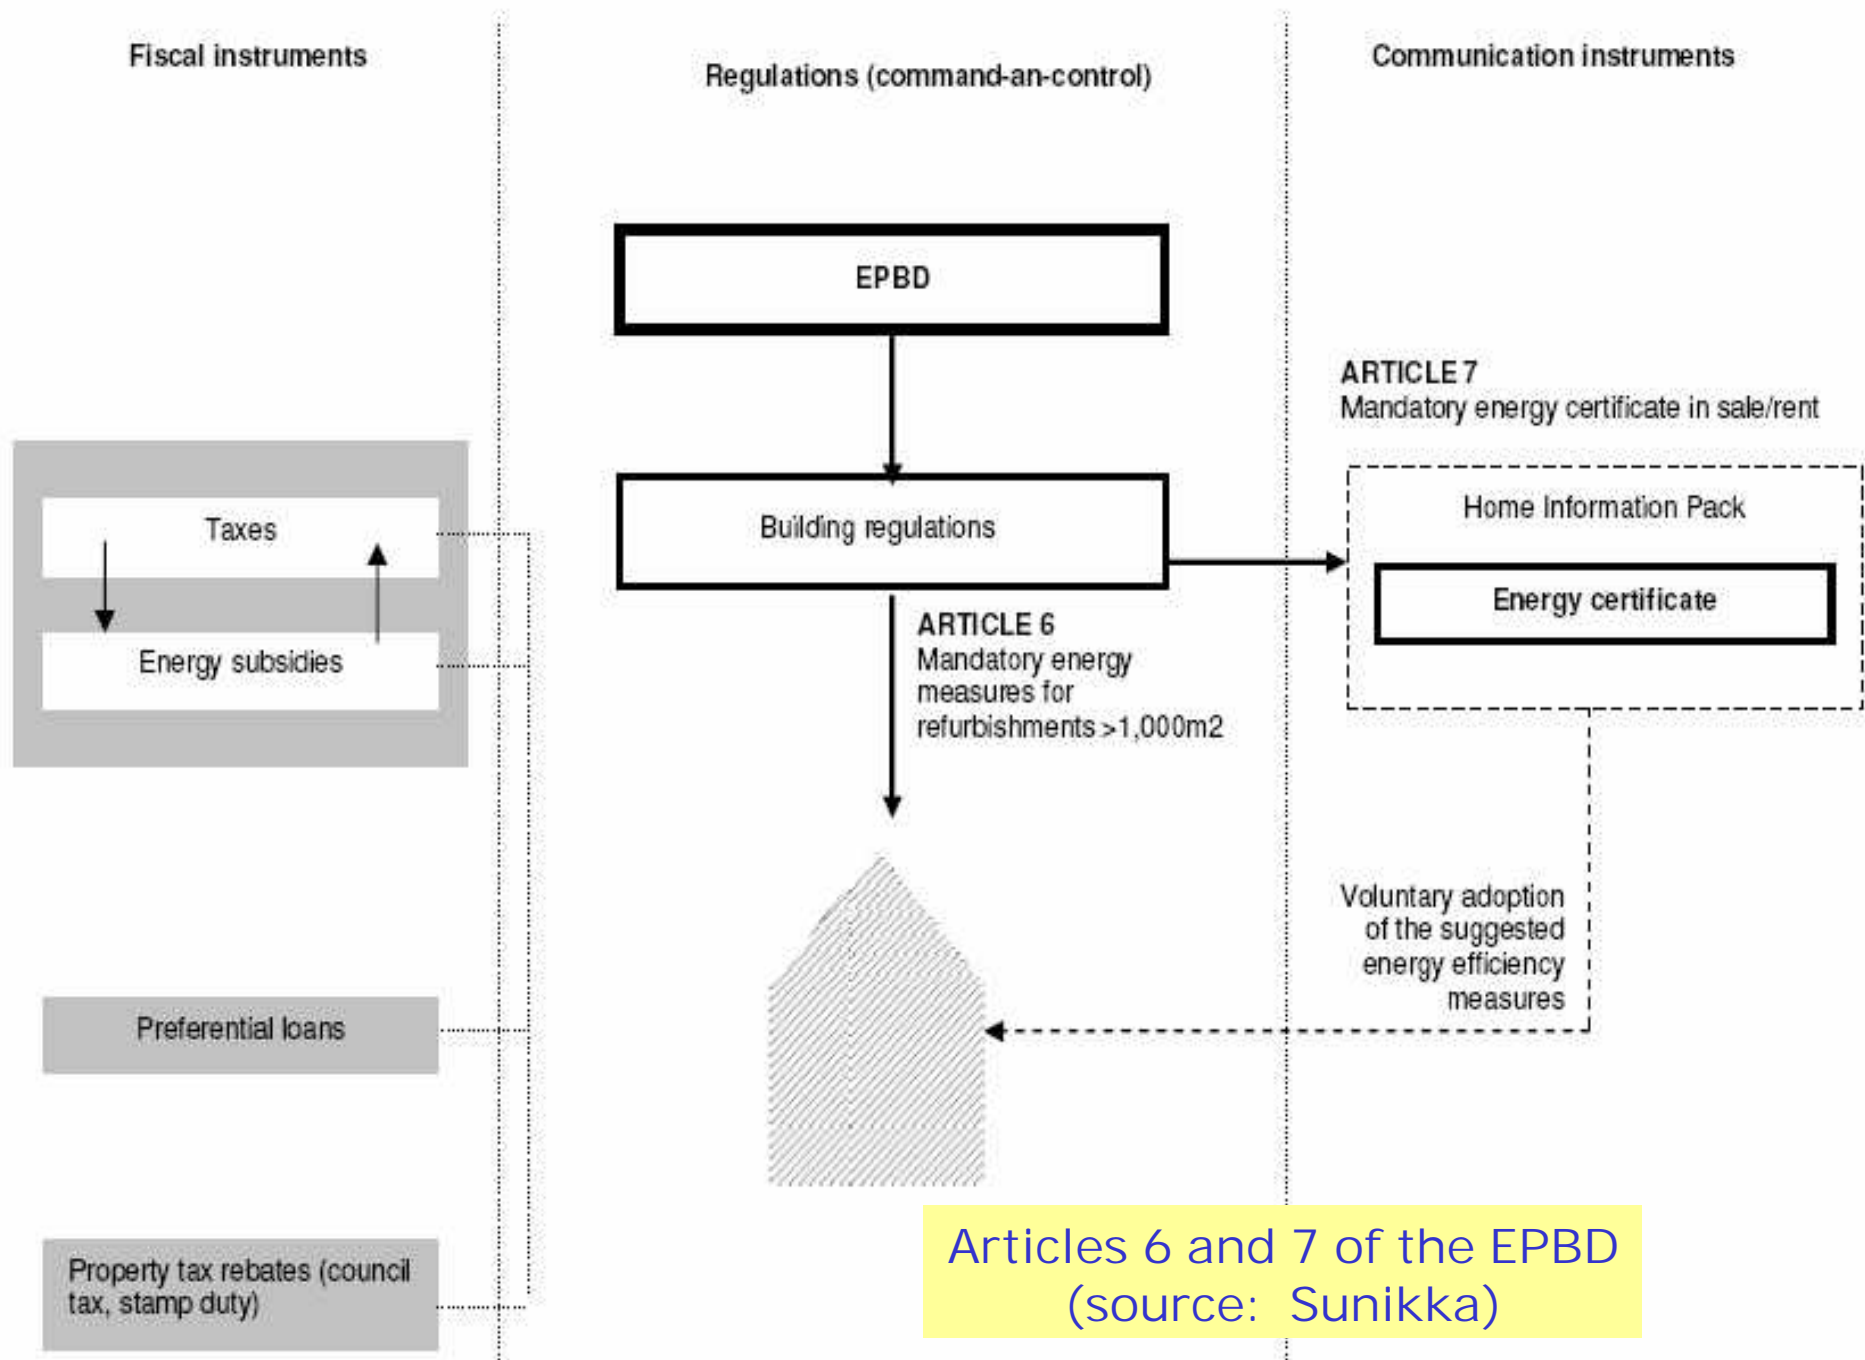 Fiscal instruments
Regulations (command-an-control)
Communication instruments
EPBD
ARTICLE 7
Mandatory energy certificate in sale/rent
Taxes
Building regulations
Home Information Pack
Energy certificate
Energy subsidies
ARTICLE 6
Mandatory energy
measures for
refurbishments >1,000m2
Voluntary adoption
of the suggested
energy efficiency
measures
Preferential loans
Property tax rebates (council
tax, stamp duty)
Articles 6 and 7 of the EPBD
(source: Sunikka)